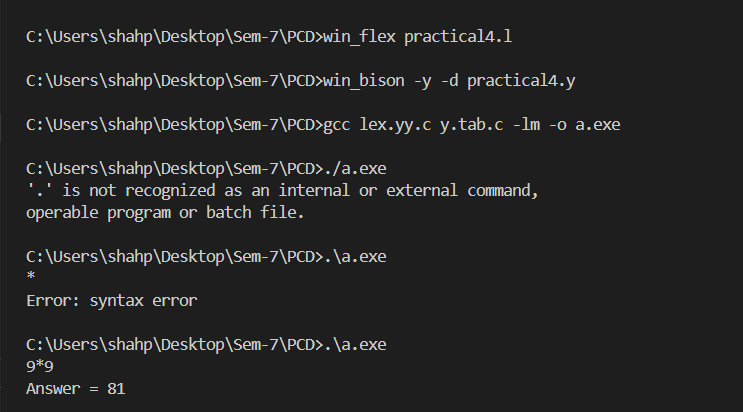 C:\Users\shahp\Desktop\Sem-7\PCD>win_flex practical4.l
C:\Users\shahp\Desktop\Sem-7\PCD>win_bison -y -d practical4.y
C:\Users\shahp\Desktop\Sem-7\PCD>gcc lex.yy.c y.tab.c -lm -o a.exe
C:\Users\shahp\Desktop\Sem-7\PCD>./a.exe
'.' is not recognized as an internal or external command,
operable program or batch file.
C:\Users\shahp\Desktop\Sem-7\PCD>.\a.exe
*
Error: syntax error
C:\Users\shahp\Desktop\Sem-7\PCD>.\a.exe
9*9
Answer = 81